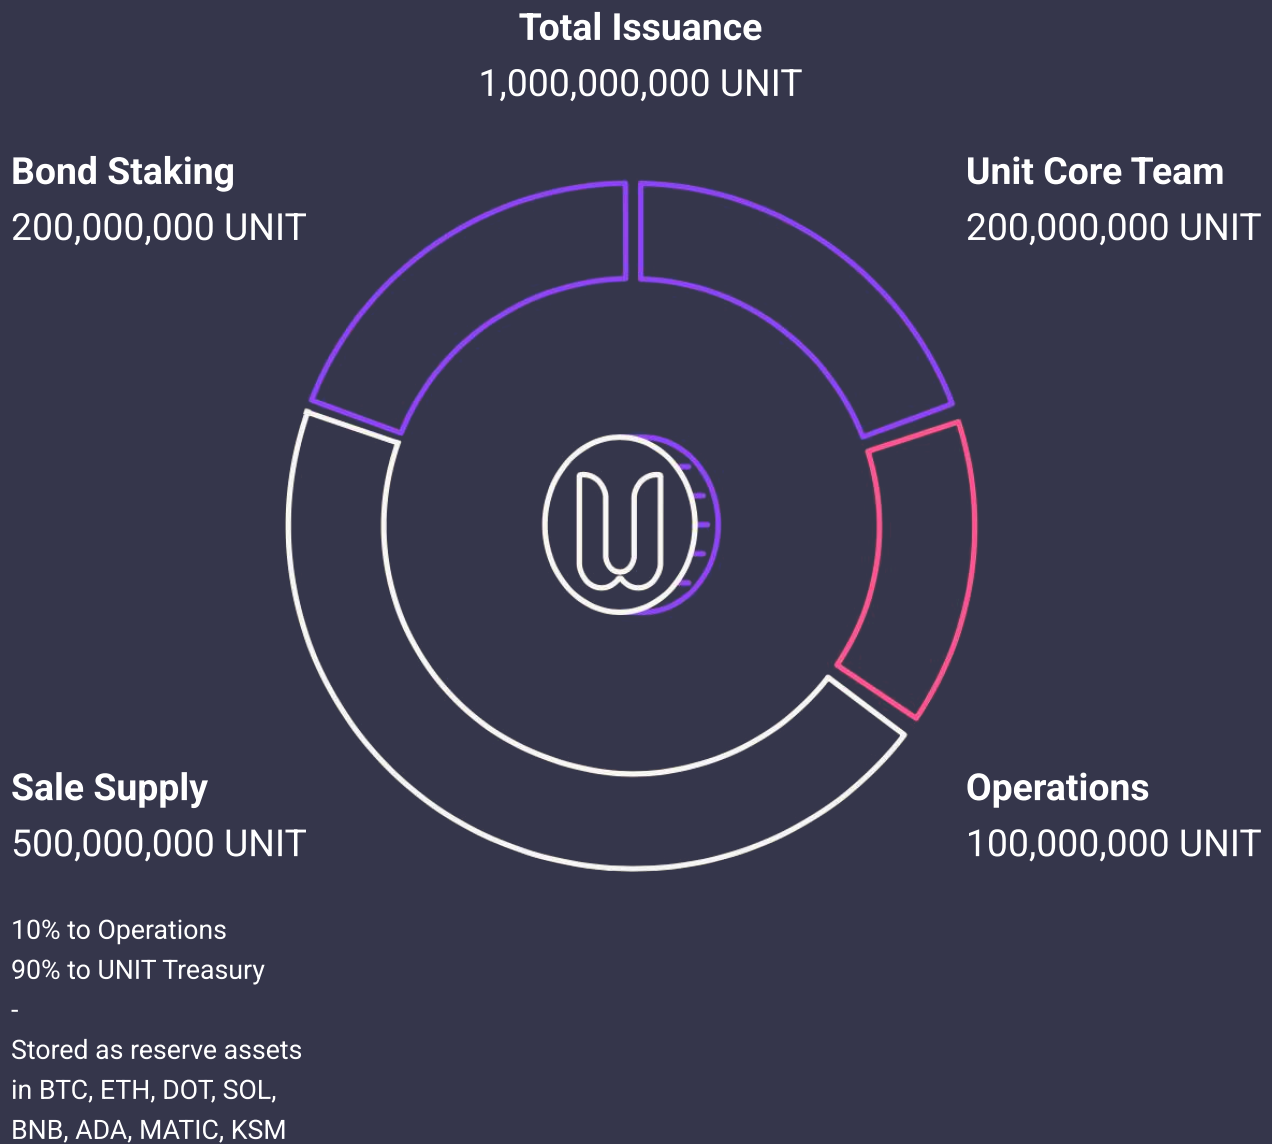 Total Issuance
1,000,000,000 UNIT
Bond Staking
200,000,000 UNIT
Unit Core Team
200,000,000 UNIT
Sale Supply
500,000,000 UNIT
Operations
100,000,000 UNIT
10% to Operations
90% to UNIT Treasury
-
Stored as reserve assets
in BTC, ETH, DOT, SOL,
BNB, ADA, MATIC, KSM